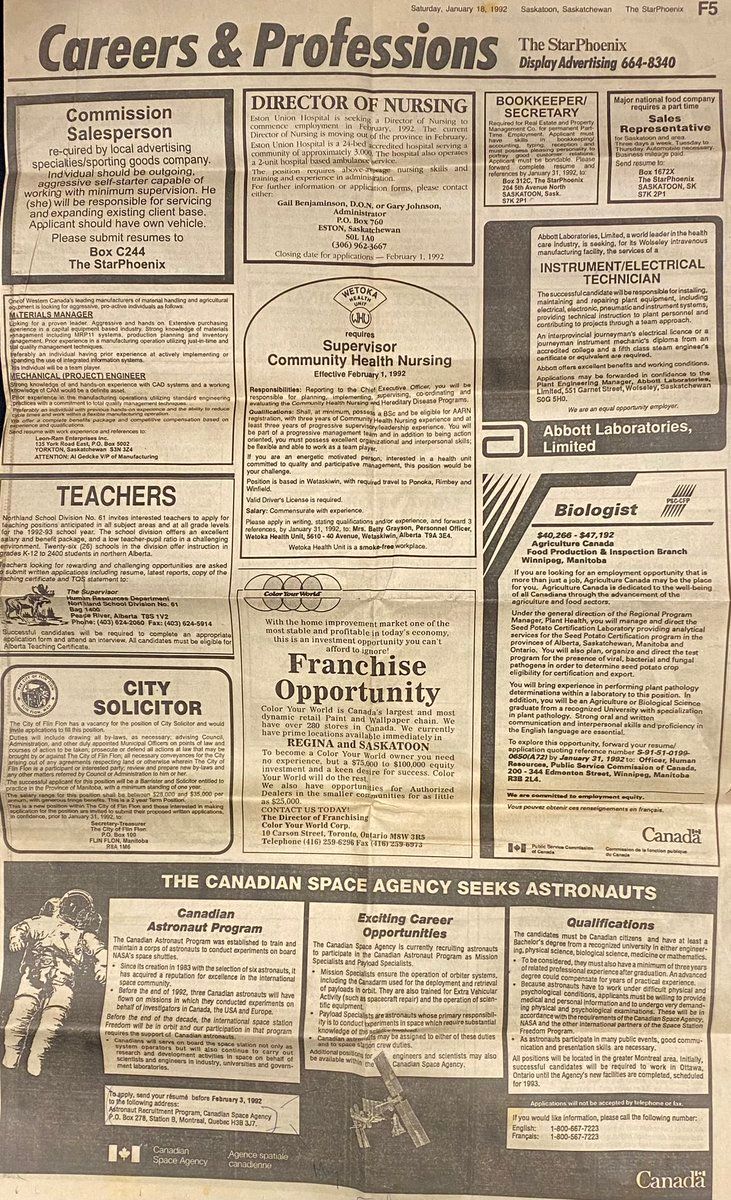 Saturday, January 18, 1992 Saskatoon, Saskatchewan The StarPhoenix F5
Careers & Professions
The StarPhoenix
Display Advertising 664-8340
Commission
Salesperson
required by local advertising
specialties/sporting goods company.
Individual should be outgoing,
aggressive self-starter capable of
working with minimum supervision. He
(she) will be responsible for servicing
and expanding existing client base.
Applicant should have own vehicle.
Please submit resumes to
Box C244
The StarPhoenix
DIRECTOR OF NURSING
Eston Union Hospital is seeking a Director of Nursing to
commence employment in February, 1992. The current
Director of Nursing is moving out of the province in February.
Eston Union Hospital is a 24-bed accredited hospital serving a
community of approximately 3,000. The hospital also operates
a 2-unit hospital based ambulance service.
The position requires above-average nursing skills and
training and experience in administration.
For further information or application forms, please contact
either:
Gail Benjaminson, D.O.N. or Gary Johnson,
Administrator
P.O. Box 760
ESTON, Saskatchewan
S0L 1A0
(306) 962-3667
Closing date for applications — February 1, 1992
BOOKKEEPER/
SECRETARY
Required for Real Estate and Property
Management Co. for permanent Part-
Time Employment. Applicant must
have skills in bookkeeping,
accounting, typing, reception and
must possess pleasing personality to
portray good customer relations.
Applicant must be bondable. Please
forward complete resume and
references by January 31, 1992, to:
Box 312C, The StarPhoenix
204 5th Avenue North
SASKATOON, Sask.
S7K 2P1
Major national food company
requires a part time
Sales
Representative
for Saskatoon and area.
Three days a week, Tuesday to
Thursday. Automobile necessary.
Business mileage paid.
Send resume to:
Box 1672X
The StarPhoenix
SASKATOON, SK
S7K 2P1
One of Western Canada's leading manufacturers of material handling and agricultural
equipment is looking for aggressive, pro-active individuals as follows:
MATERIALS MANAGER
Looking for a proven leader. Aggressive and hands on. Extensive purchasing
experience in a capital equipment based industry. Strong knowledge of materials
management including MRP11 systems, production planning and inventory
management. Prior experience in a manufacturing operation utilizing just-in-time and
total quality management techniques.
Preferably an individual having prior experience at actively implementing or
expanding the use of integrated information systems.
This individual will be a team player.
MECHANICAL (PROJECT) ENGINEER
Strong knowledge of and hands-on experience with CAD systems and a working
knowledge of CAM would be a definite asset.
Prior experience in the manufacturing operations utilizing standard engineering
practices with a commitment to total quality management techniques.
Preferably an individual with previous hands-on experience and the ability to reduce
and work within a flexible manufacturing operation.
We offer a complete benefit package and competitive compensation based on
experience and qualifications.
Send resume with work experience and references to:
Leon-Ram Enterprises Inc.
135 York Road East, P.O. Box 5002
YORKTON, Saskatchewan S3N 3Z4
ATTENTION: Al Gedcke V/P of Manufacturing
WETOKA
HEALTH
UNIT
WHU
requires
Supervisor
Community Health Nursing
Effective February 1, 1992
Responsibilities: Reporting to the Chief Executive Officer, you will be
responsible for planning, implementing, supervising, co-ordinating and
evaluating the Community Health Nursing and Hereditary Disease Programs.
Qualifications: Shall, at minimum, possess a BSc and be eligible for AARN
registration, with three years of Community Health Nursing experience and at
least three years of progressive supervisory/leadership experience. You will
be part of a progressive management team and in addition to being action
oriented, you must possess excellent organizational and interpersonal skills;
be flexible and able to work as a team player.
If you are an energetic motivated person, interested in a health unit
committed to quality and participative management, this position would be
your challenge.
Position is based in Wetaskiwin, with required travel to Ponoka, Rimbey and
Winfield.
Valid Driver's License is required.
Salary: Commensurate with experience.
Please apply in writing, stating qualifications and/or experience, and forward 3
references, by January 31, 1992, to: Mrs. Betty Grayson, Personnel Officer,
Wetoka Health Unit, 5610 - 40 Avenue, Wetaskiwin, Alberta T9A 3E4.
Wetoka Health Unit is a smoke-free workplace.
Abbott Laboratories, Limited, a world leader in the health
care industry, is seeking, for its Wolseley intravenous
manufacturing facility, the services of a
INSTRUMENT/ELECTRICAL
TECHNICIAN
The successful candidate will be responsible for installing,
maintaining and repairing plant equipment, including
electrical, electronic, pneumatic and instrument systems,
providing technical instruction to plant personnel and
contributing to projects through a team approach.
An interprovincial journeyman's electrical licence or a
journeyman instrument mechanic's diploma from an
accredited college and a fifth class steam engineer's
certificate or equivalent are required.
Abbott offers excellent benefits and working conditions.
Applications may be forwarded in confidence to the
Plant Engineering Manager, Abbott Laboratories,
Limited, 551 Garnet Street, Wolseley, Saskatchewan
S0G 5H0.
We are an equal opportunity employer.
Abbott Laboratories,
Limited
TEACHERS
Northland School Division No. 61 invites interested teachers to apply for
teaching positions anticipated in all subject areas and at all grade levels
for the 1992-93 school year. The school division offers an excellent
salary and benefit package, and a low teacher-pupil ratio in a challenging
environment. Twenty-six (26) schools in the division offer instruction in
grades K-12 to 2400 students in northern Alberta.
Teachers looking for rewarding and challenging opportunities are asked
to submit written applications including resume, latest reports, copy of the
teaching certificate and TQS statement to:
The Supervisor
Human Resources Department
Northland School Division No. 61
Bag 1400
Peace River, Alberta T8S 1V2
Phone: (403) 624-2060 Fax: (403) 624-5914
Successful candidates will be required to complete an appropriate
application form and attend an interview. All candidates must be eligible for
Alberta Teaching Certificate.
Color Your World
With the home improvement market one of the
most stable and profitable in today's economy,
this is an investment opportunity you can't
afford to ignore!
Franchise
Opportunity
Color Your World is Canada's largest and most
dynamic retail Paint and Wallpaper chain. We
have over 280 stores in Canada. We currently
have prime locations available immediately in
REGINA and SASKATOON
To become a Color Your World owner you need
no experience, but a $75,000 to $100,000 equity
investment and a keen desire for success. Color
Your World will do the rest.
We also have opportunities for Authorized
Dealers in the smaller communities for as little
as $25,000.
CONTACT US TODAY!
The Director of Franchising
Color Your World Corp.
10 Carson Street, Toronto, Ontario M8W 3R5
Telephone (416) 259-6296 Fax (416) 259-6973
Biologist
PSC-CFP
$40,266 - $47,192
Agriculture Canada
Food Production & Inspection Branch
Winnipeg, Manitoba
If you are looking for an employment opportunity that is
more than just a job, Agriculture Canada may be the place
for you. Agriculture Canada is dedicated to the well-being
of all Canadians through the advancement of the
agriculture and food sectors.
Under the general direction of the Regional Program
Manager, Plant Health, you will manage and direct the
Seed Potato Certification Laboratory providing analytical
services for the Seed Potato Certification program in the
provinces of Alberta, Saskatchewan, Manitoba and
Ontario. You will also, plan, organize and direct the test
program for the presence of viral, bacterial and fungal
pathogens in order to determine seed potato crop
eligibility for certification and export.
You will bring experience in performing plant pathology
determinations within a laboratory to this position. In
addition, you will be an Agriculture or Biological Science
graduate from a recognized University with specialization
in plant pathology. Strong oral and written
communication and interpersonal skills and proficiency in
the English language are essential.
To explore this opportunity, forward your resumé/
application quoting reference number S-91-51-0199-
0650(A72) by January 31, 1992 to: Officer, Human
Resources, Public Service Commission of Canada,
200 - 344 Edmonton Street, Winnipeg, Manitoba
R3B 2L4.
We are committed to employment equity.
Vous pouvez obtenir ces renseignements en français.
Public Service Commission
of Canada
Commission de la fonction publique
du Canada
Canada
CITY
SOLICITOR
The City of Flin Flon has a vacancy for the position of City Solicitor and would
invite applications to fill this position.
Duties will include drawing all by-laws, as necessary; advising Council,
Administration, and other duly appointed Municipal Officers on points of law and
courses of action to be taken; prosecute or defend all actions at law that may be
brought by or against The City of Flin Flon; all necessary conveyances for the City
arising out of any agreements respecting land or otherwise wherein The City of
Flin Flon is a participant or interested party; review and prepare new by-laws and
any other matters referred by Council or Administration to him or her.
The successful applicant for this position will be a Barrister and Solicitor entitled to
practice in the Province of Manitoba, with a minimum standing of one year.
The salary range for this position shall be between $28,000 and $35,000 per
annum, with generous fringe benefits. This is a 2 year Term Position.
This is a new position within The City of Flin Flon and those interested in making
application for the position are required to submit their proposed written applications,
in confidence, prior to January 31, 1992, to:
Secretary-Treasurer
The City of Flin Flon
P.O. Box 100
FLIN FLON, Manitoba
R8A 1M6
THE CANADIAN SPACE AGENCY SEEKS ASTRONAUTS
Canadian
Astronaut Program
The Canadian Astronaut Program was established to train and
maintain a corps of astronauts to conduct experiments on board
NASA's space shuttles.
• Since its creation in 1983 with the selection of six astronauts, it
has acquired a reputation for excellence in the international
space community.
• Before the end of 1992, three Canadian astronauts will have
flown on missions in which they conducted experiments on
behalf of investigators in Canada, the USA and Europe.
Before the end of the decade, the international space station
Freedom will be in orbit and our participation in that program
requires the support of Canadian astronauts.
• Canadians will serve on board the space station not only as
system operators but will also continue to carry out
research and development activities in space on behalf of
scientists and engineers in industry, universities and govern-
ment laboratories.
To apply, send your résumé before February 3, 1992
to the following address:
Astronaut Recruitment Program, Canadian Space Agency
P.O. Box 278, Station B, Montreal, Quebec H3B 3J7.
Canadian
Space Agency
Agence spatiale
canadienne
Exciting Career
Opportunities
The Canadian Space Agency is currently recruiting astronauts
to participate in the Canadian Astronaut Program as Mission
Specialists and Payload Specialists.
• Mission Specialists ensure the operation of orbiter systems,
including the Canadarm used for the deployment and retrieval
of payloads in orbit. They are also trained for Extra Vehicular
Activity (such as spacecraft repair) and the operation of scien-
tific equipment.
• Payload Specialists are astronauts whose primary responsibil-
ity is to conduct experiments in space which require substantial
knowledge of the
• Canadian astronauts may be assigned to either of these duties
and to space station crew duties.
Additional positions for engineers and scientists may also
be available within the Canadian Space Agency.
Qualifications
The candidates must be Canadian citizens and have at least a
Bachelor's degree from a recognized university in either engineer-
ing, physical science, biological science, medicine or mathematics.
• To be considered, they must also have a minimum of three years
of related professional experience after graduation. An advanced
degree could compensate for years of practical experience.
• Because astronauts have to work under difficult physical and
psychological conditions, applicants must be willing to provide
medical and personal information and to undergo very demand-
ing physical and psychological examinations. These will be in
accordance with the requirements of the Canadian Space Agency,
NASA and the other international partners of the Space Station
Freedom Program.
• As astronauts participate in many public events, good commu-
nication and presentation skills are necessary.
All positions will be located in the greater Montreal area. Initially,
successful candidates will be required to work in Ottawa,
Ontario until the Agency's new facilities are completed, scheduled
for 1993.
Applications will not be accepted by telephone or fax.
If you would like information, please call the following number:
English: 1-800-667-7223
Français: 1-800-567-7223
Canada